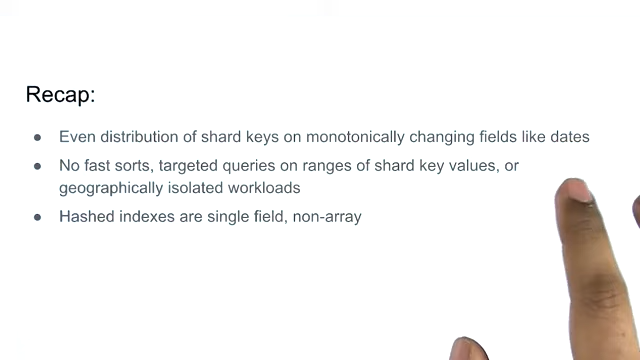 Recap:
● Even distribution of shard keys on monotonically changing fields like dates
● No fast sorts, targeted queries on ranges of shard key values, or
geographically isolated workloads
● Hashed indexes are single field, non-array